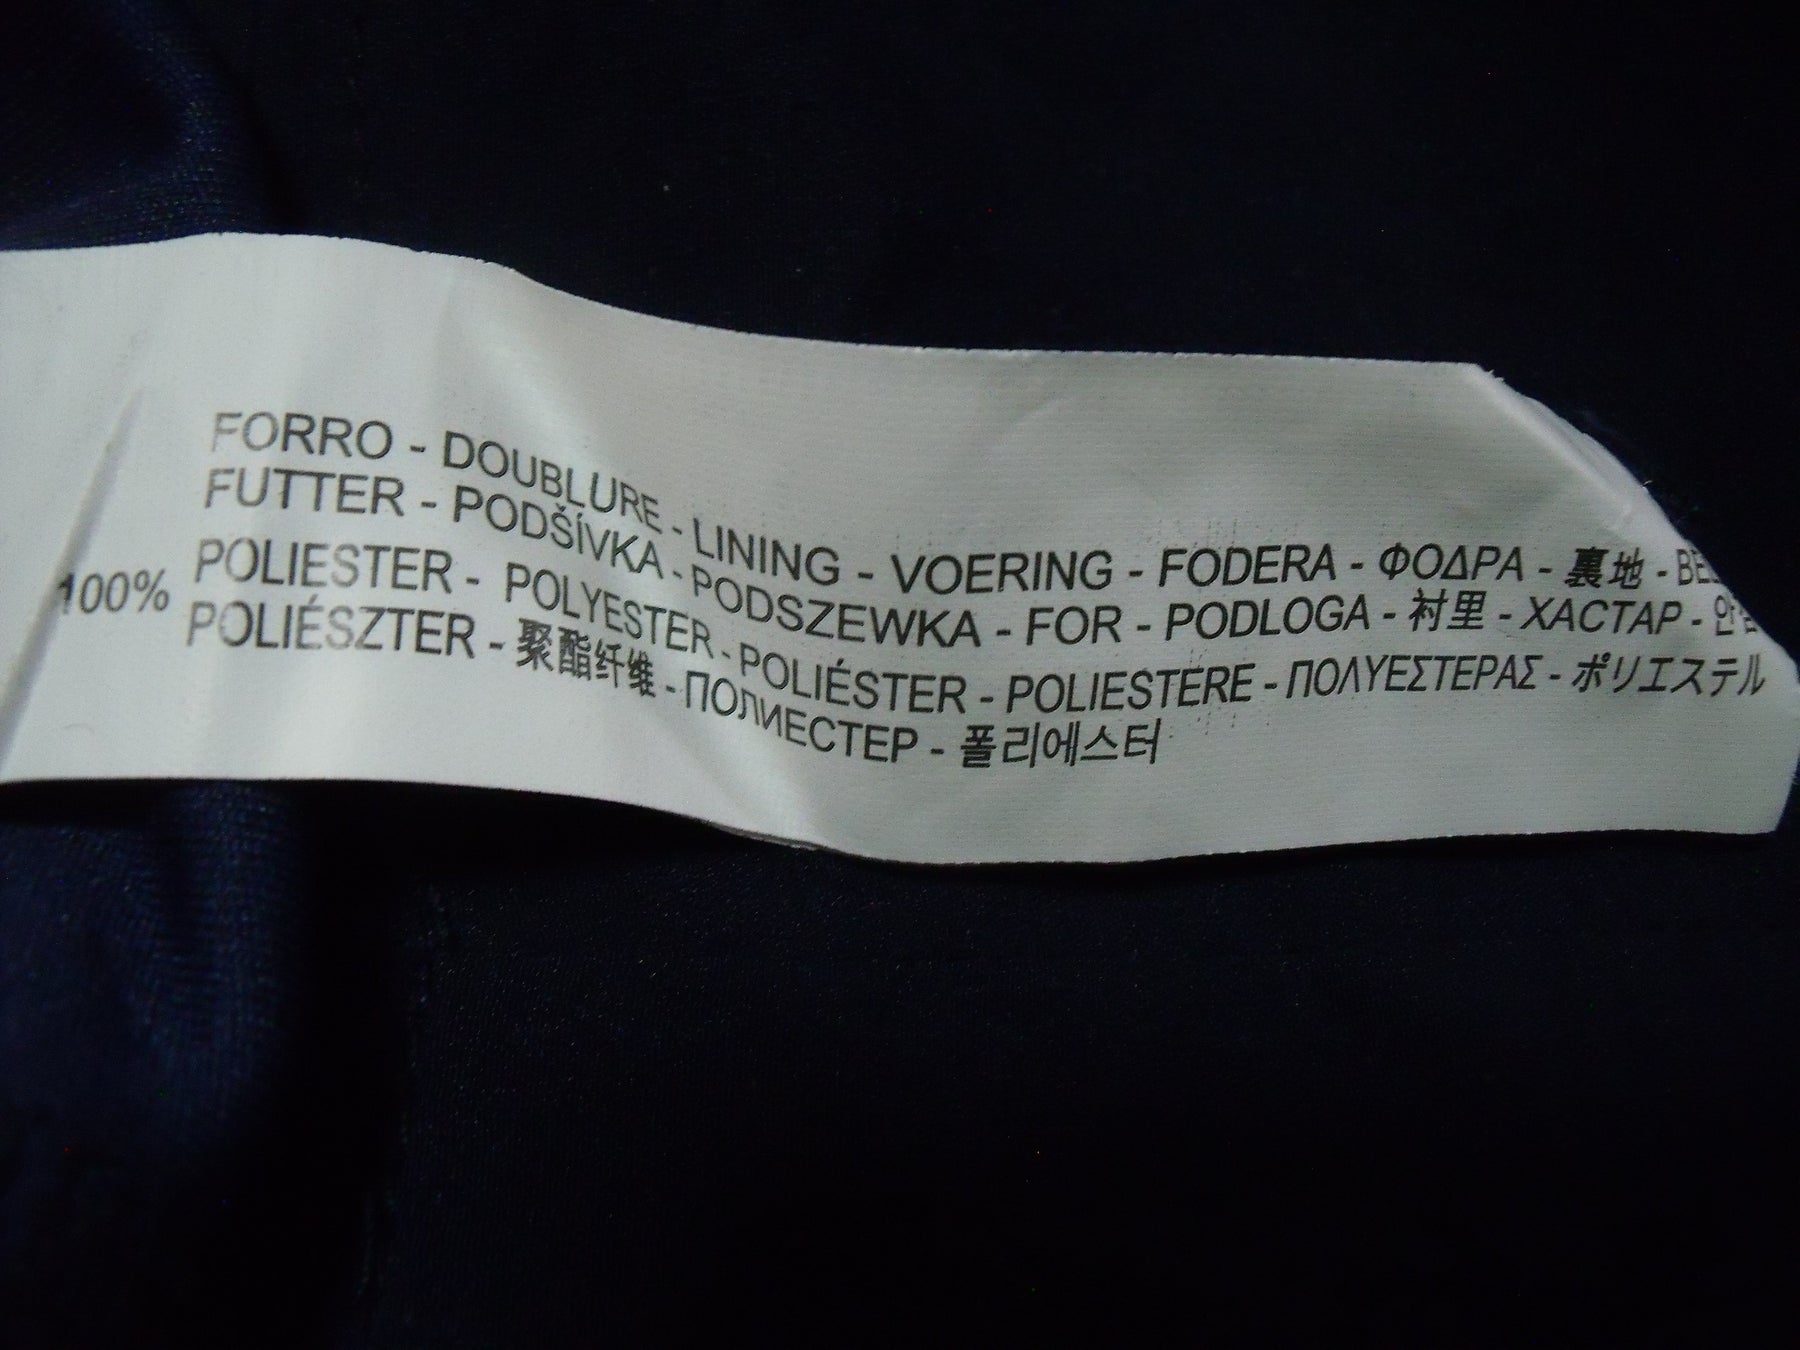 FORRO - DOUBLURE - LINING - VOERING - FODERA - ΦΟΔΡΑ - 裏地 -
FUTTER - PODŠÍVKA - PODSZEWKA - FOR - PODLOGA - 衬里 - ХАСТАР -
100% POLIESTER - POLYESTER - POLIÉSTER - POLIESTERE - ΠΟΛΥΕΣΤΕΡΑΣ - ポリエステル
POLIÉSZTER - 聚酯纤维 - ПОЛИЕСТЕР - 폴리에스터